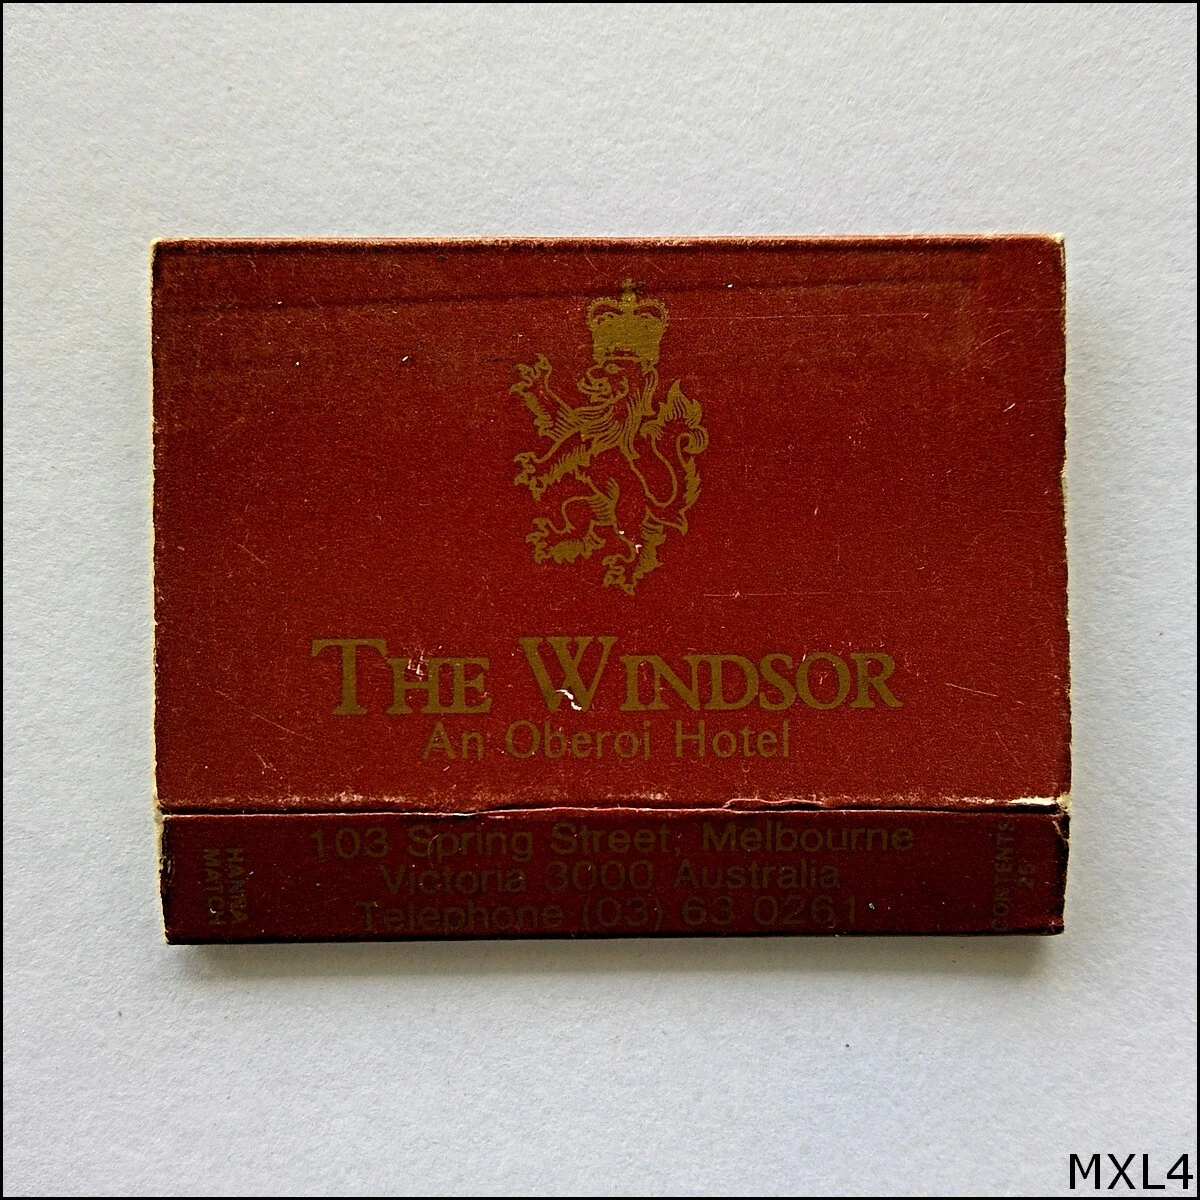 THE WINDSOR
An Oberoi Hotel
103 Spring Street, Melbourne
Victoria 3000 Australia
Telephone (03) 63 0261
HANNA
MATCH
CONTENTS
25
MXL4